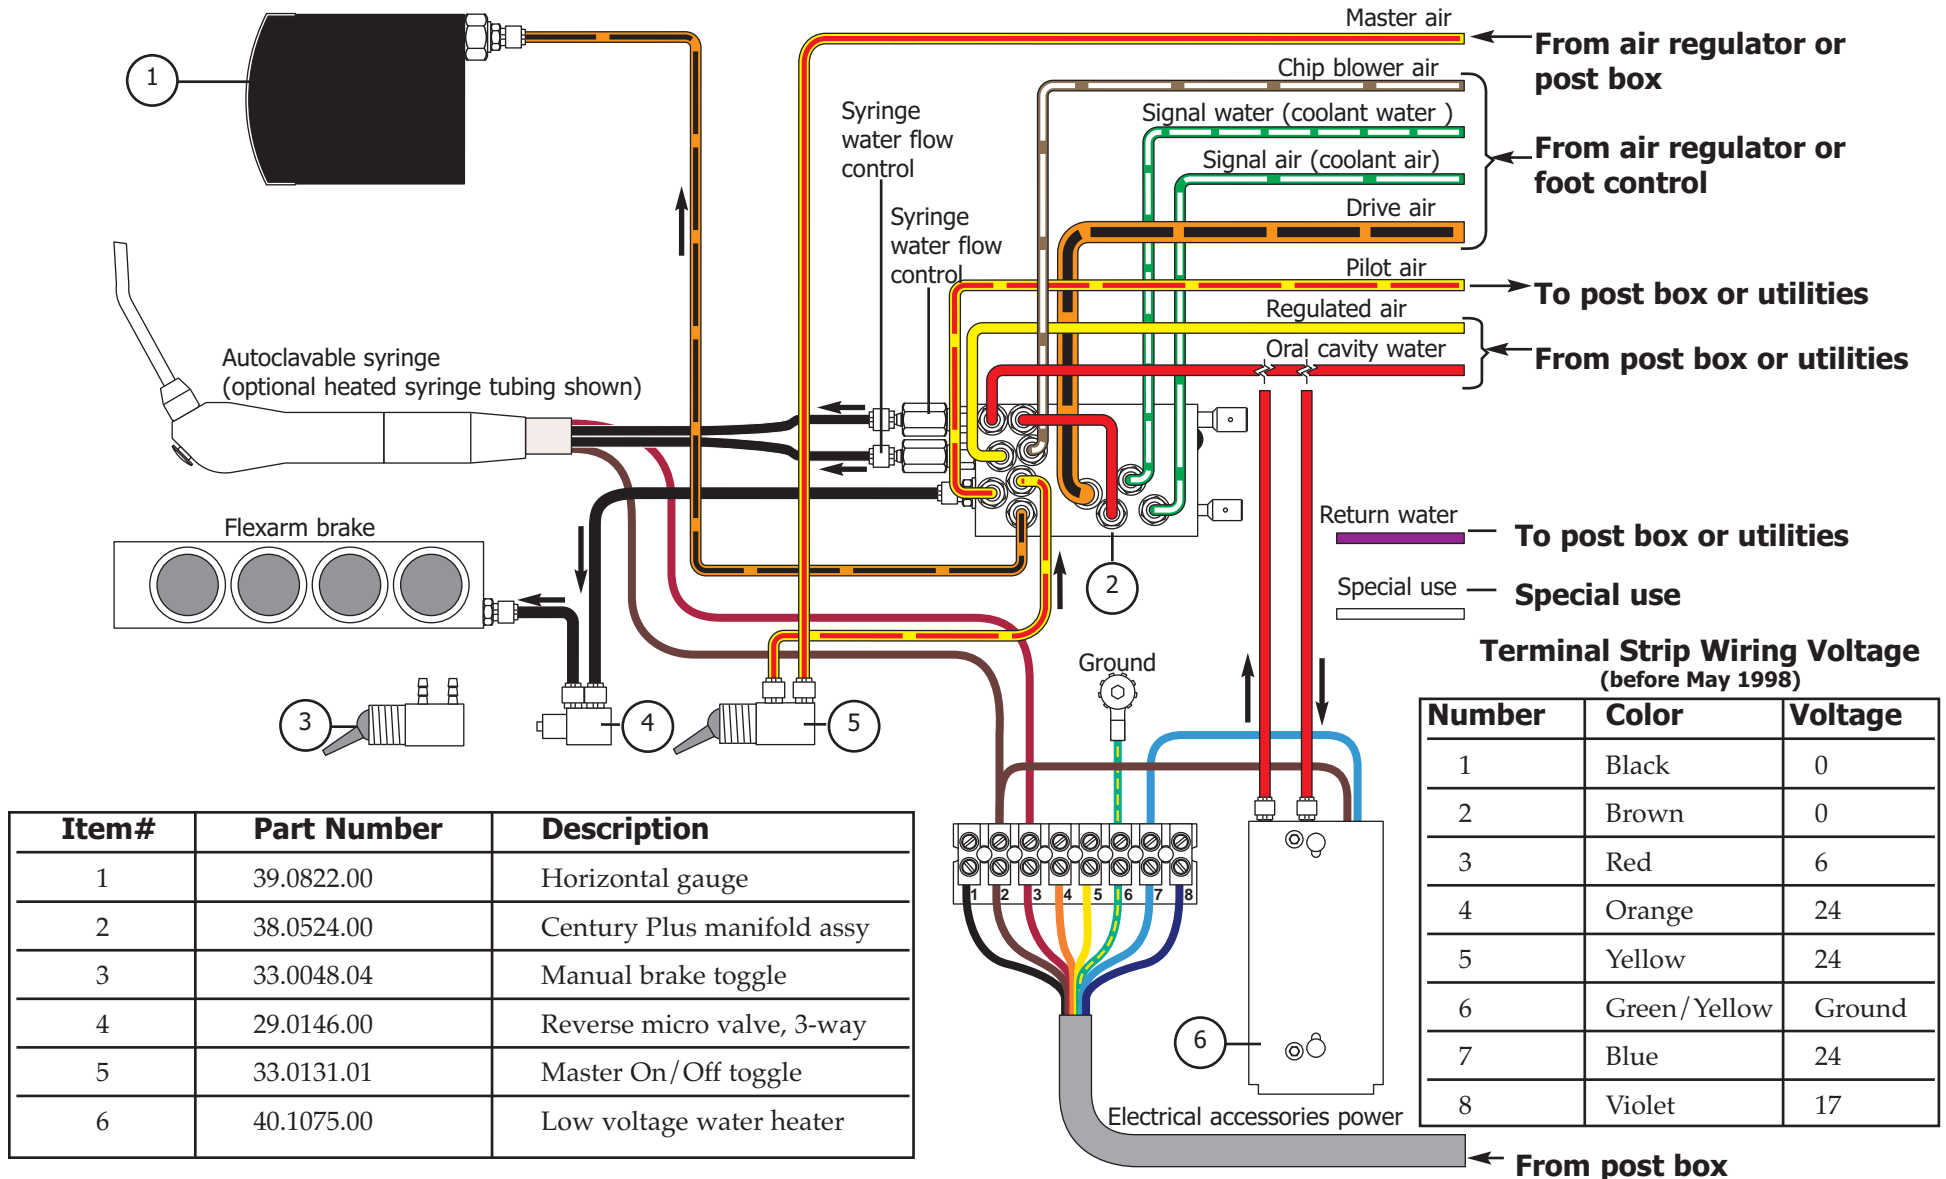 Master air
From air regulator or
post box
Chip blower air
Signal water (coolant water )
Signal air (coolant air)
From air regulator or
foot control
Drive air
Pilot air
To post box or utilities
Regulated air
Oral cavity water
From post box or utilities
1
Syringe
water flow
control
Syringe
water flow
control
Autoclavable syringe
(optional heated syringe tubing shown)
Flexarm brake
2
Return water
To post box or utilities
Special use
Special use
3
4
5
Ground
Terminal Strip Wiring Voltage
(before May 1998)
Number Color Voltage
1 Black 0
2 Brown 0
3 Red 6
4 Orange 24
5 Yellow 24
6 Green/Yellow Ground
7 Blue 24
8 Violet 17
Item# Part Number Description
1 39.0822.00 Horizontal gauge
2 38.0524.00 Century Plus manifold assy
3 33.0048.04 Manual brake toggle
4 29.0146.00 Reverse micro valve, 3-way
5 33.0131.01 Master On/Off toggle
6 40.1075.00 Low voltage water heater
1 2 3 4 5 6 7 8
6
Electrical accessories power
From post box